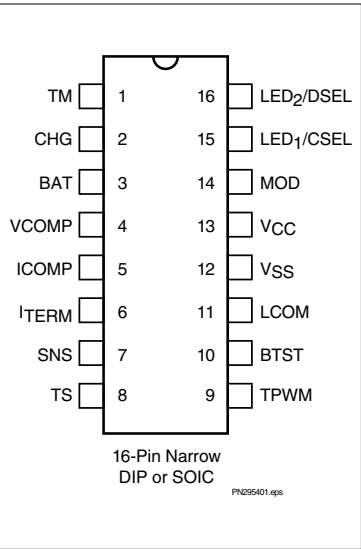 TM 1 16 LED2/DSEL
CHG 2 15 LED1/CSEL
BAT 3 14 MOD
VCOMP 4 13 VCC
ICOMP 5 12 VSS
ITERM 6 11 LCOM
SNS 7 10 BTST
TS 8 9 TPWM
16-Pin Narrow
DIP or SOIC
PN295401.eps